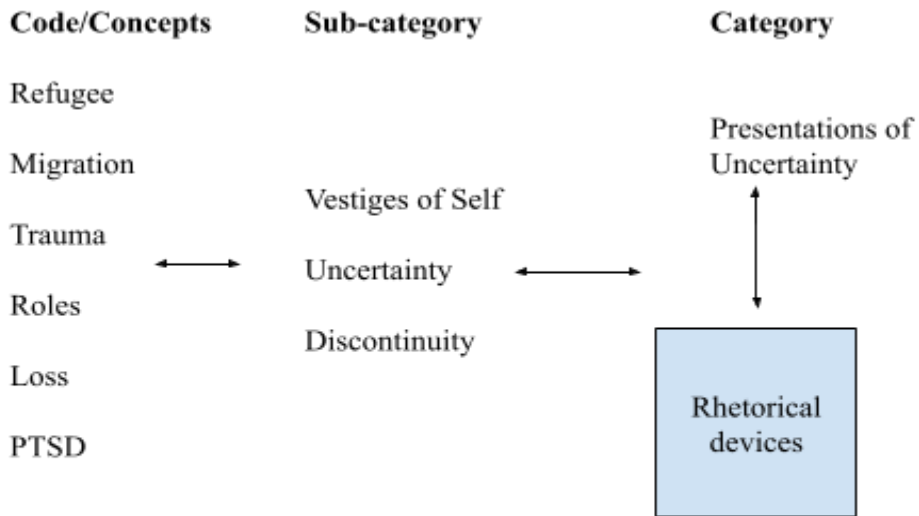 Code/Concepts
Refugee
Migration
Trauma
Roles
Loss
PTSD
Sub-category
Vestiges of Self
Uncertainty
Discontinuity
Category
Presentations of
Uncertainty
Rhetorical
devices